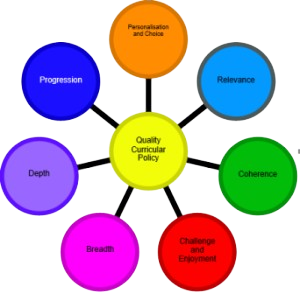 Personalisation
and Choice
Progression
Relevance
Quality
Curricular
Policy
Depth
Coherence
Breadth
Challenge
and
Enjoyment